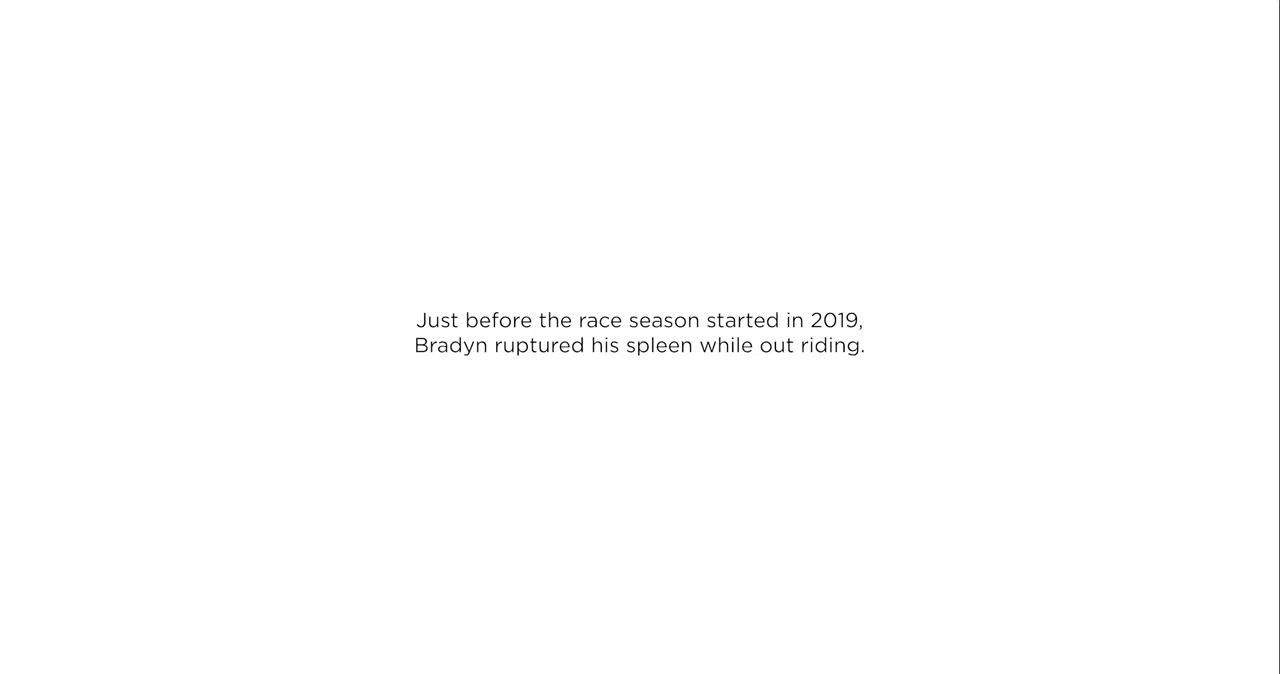 Just before the race season started in 2019,
Bradyn ruptured his spleen while out riding.